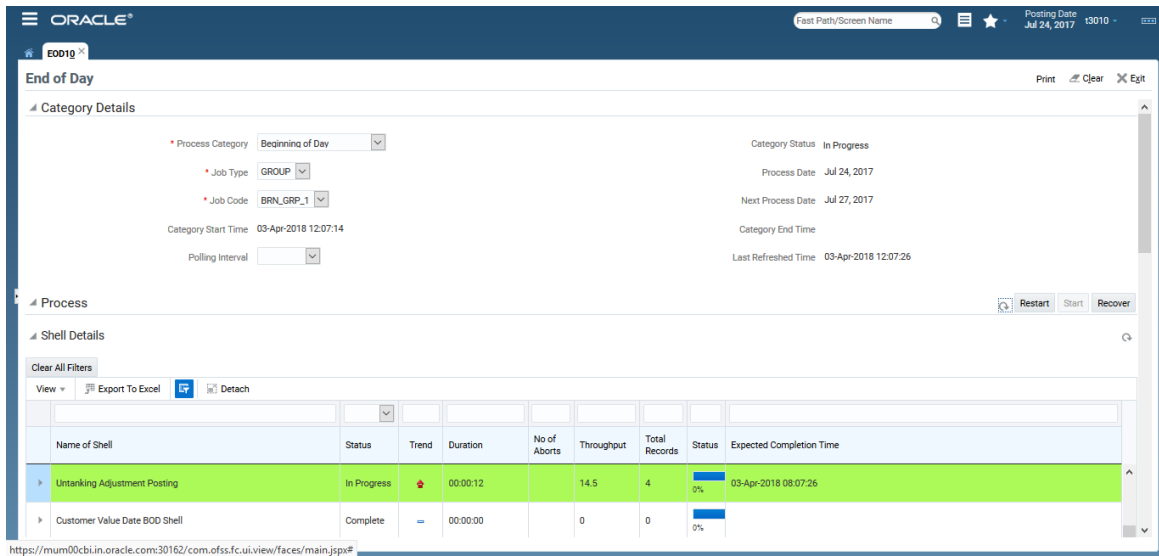 ORACLE®
Fast Path/Screen Name
Posting Date
Jul 24, 2017
t3010
EOD10
End of Day
Print Clear Exit
Category Details
* Process Category Beginning of Day
Category Status In Progress
* Job Type GROUP
Process Date Jul 24, 2017
* Job Code BRN_GRP_1
Next Process Date Jul 27, 2017
Category Start Time 03-Apr-2018 12:07:14
Category End Time
Polling Interval
Last Refreshed Time 03-Apr-2018 12:07:26
Process
Restart Start Recover
Shell Details
Clear All Filters
View Export To Excel Detach
Name of Shell Status Trend Duration No of Aborts Throughput Total Records Status Expected Completion Time
Untanking Adjustment Posting In Progress 00:00:12 14.5 4 0% 03-Apr-2018 08:07:26
Customer Value Date BOD Shell Complete 00:00:00 0 0 0%
https://mum00cbi.in.oracle.com:30162/com.ofss.fc.ui.view/faces/main.jspx#